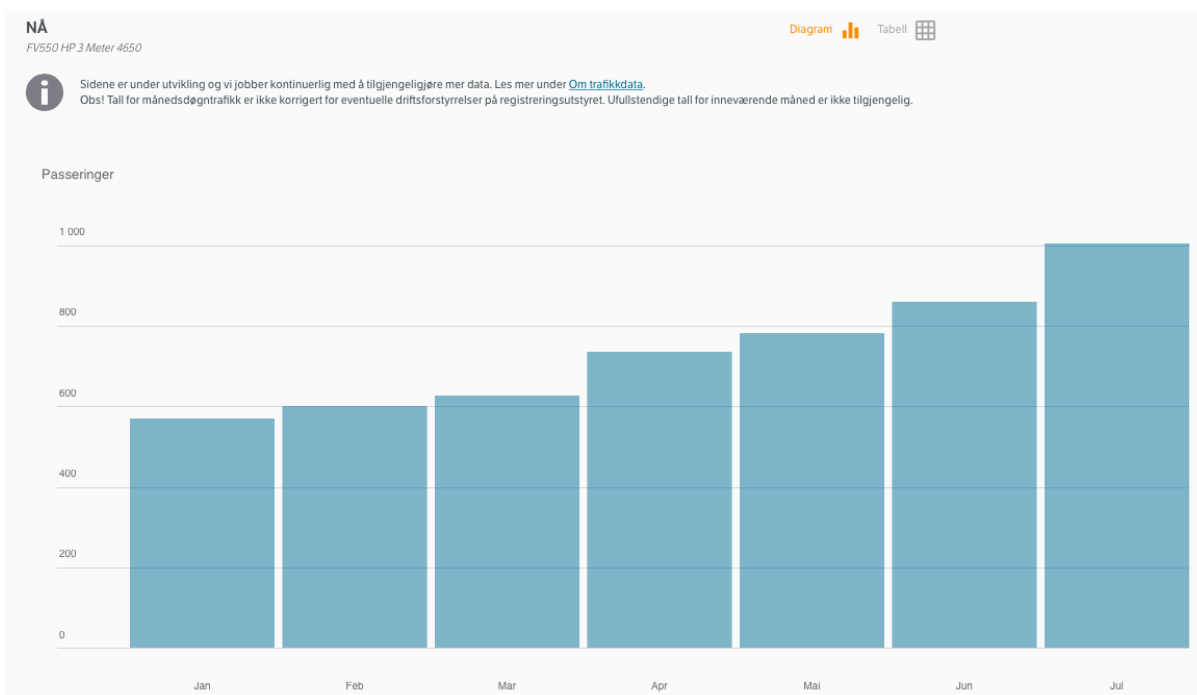 NÅ
Diagram
Tabell
FV550 HP 3 Meter 4650
Sidene er under utvikling og vi jobber kontinuerlig med å tilgjengeligjøre mer data. Les mer under Om trafikkdata.
Obs! Tall for månedsdøgntrafikk er ikke korrigert for eventuelle driftsforstyrrelser på registreringsutstyret. Ufullstendige tall for inneværende måned er ikke tilgjengelig.
Passeringer
1 000
800
600
400
200
0
Jan Feb Mar Apr Mai Jun Jul